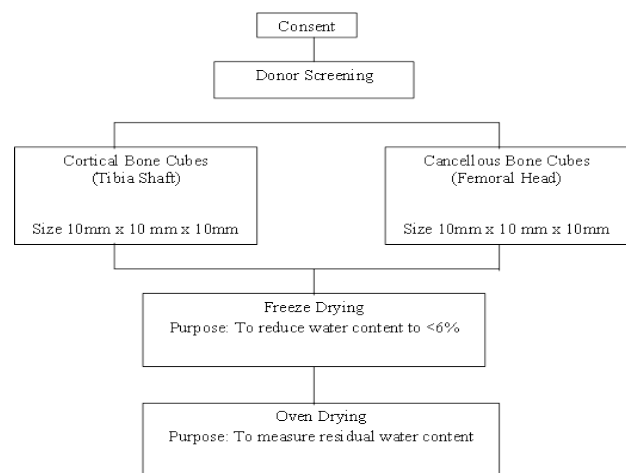 Consent
Donor Screening
Cortical Bone Cubes
(Tibia Shaft)
Size 10mm x 10 mm x 10mm
Cancellous Bone Cubes
(Femoral Head)
Size 10mm x 10 mm x 10mm
Freeze Drying
Purpose: To reduce water content to <6%
Oven Drying
Purpose: To measure residual water content